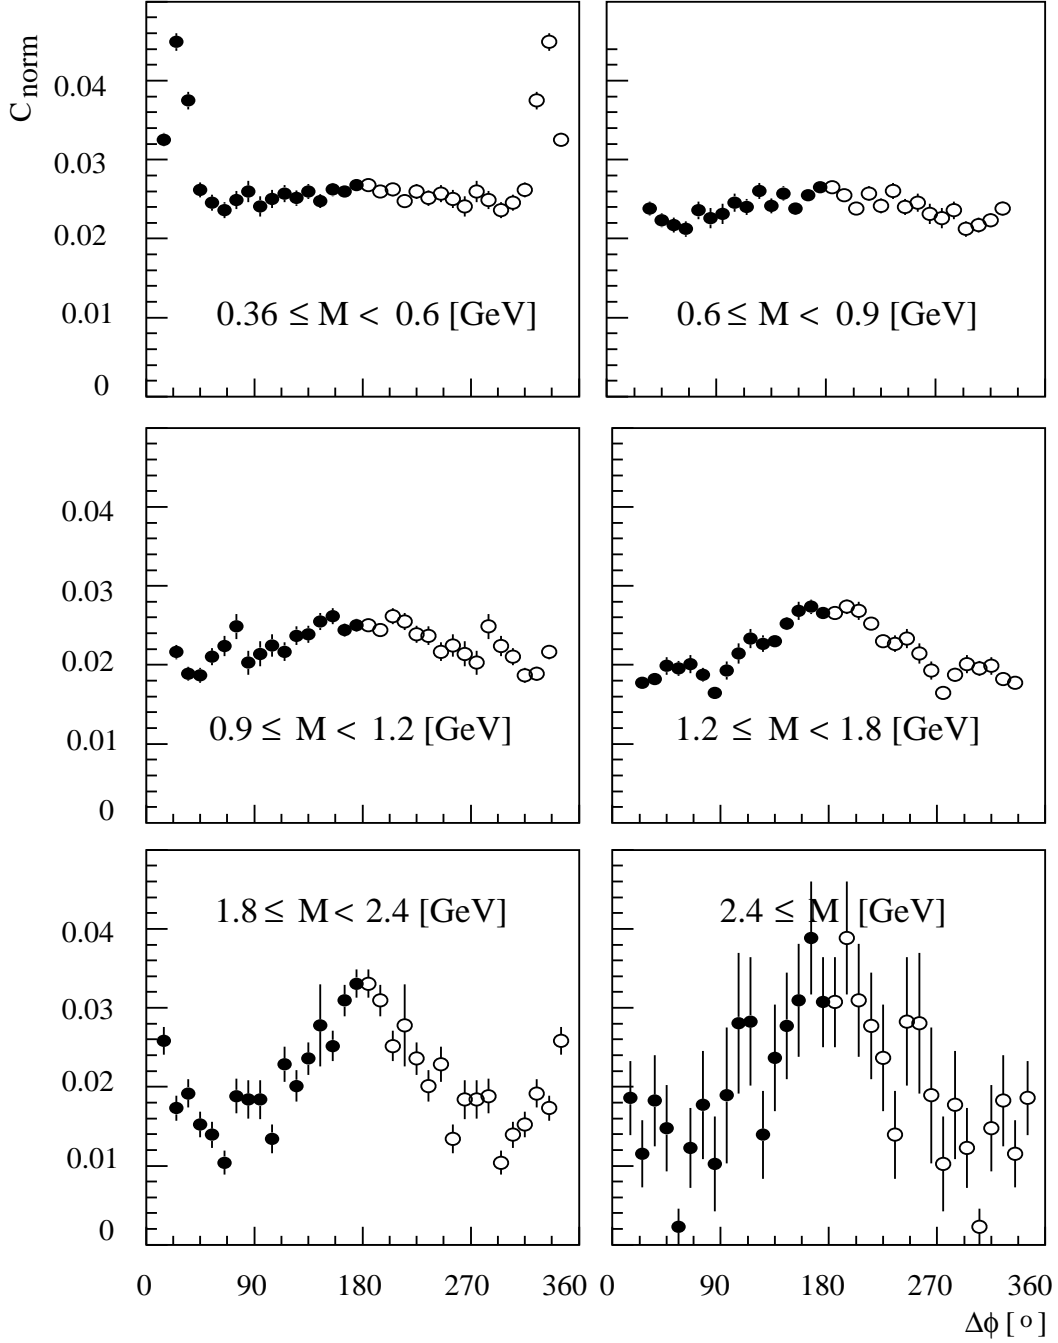 C norm
0.04
0.03
0.02
0.01
0
0.36 ≤ M < 0.6 [GeV]
0.6 ≤ M < 0.9 [GeV]
0.04
0.03
0.02
0.01
0
0.9 ≤ M < 1.2 [GeV]
1.2 ≤ M < 1.8 [GeV]
1.8 ≤ M < 2.4 [GeV]
2.4 ≤ M [GeV]
0.04
0.03
0.02
0.01
0
0 90 180 270 360
0 90 180 270 360
Δϕ [ o ]